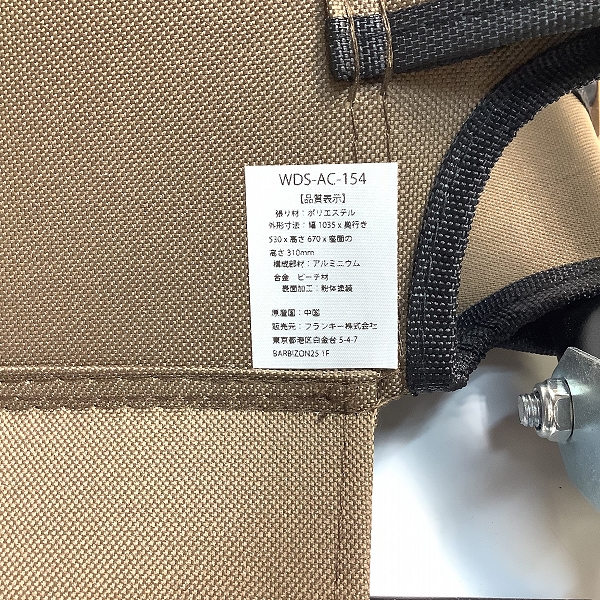 WDS-AC-154
【品質表示】
張り材：ポリエステル
外形寸法：幅 1035 x 奥行き
530 x 高さ 670 x 座面の
高さ 310mm
構成部材：アルミニウム
合金　ビーチ材
表面加工：粉体塗装
原産国：中国
販売元：フランキー株式会社
東京都港区白金台 5-4-7
BARBIZON25 1F